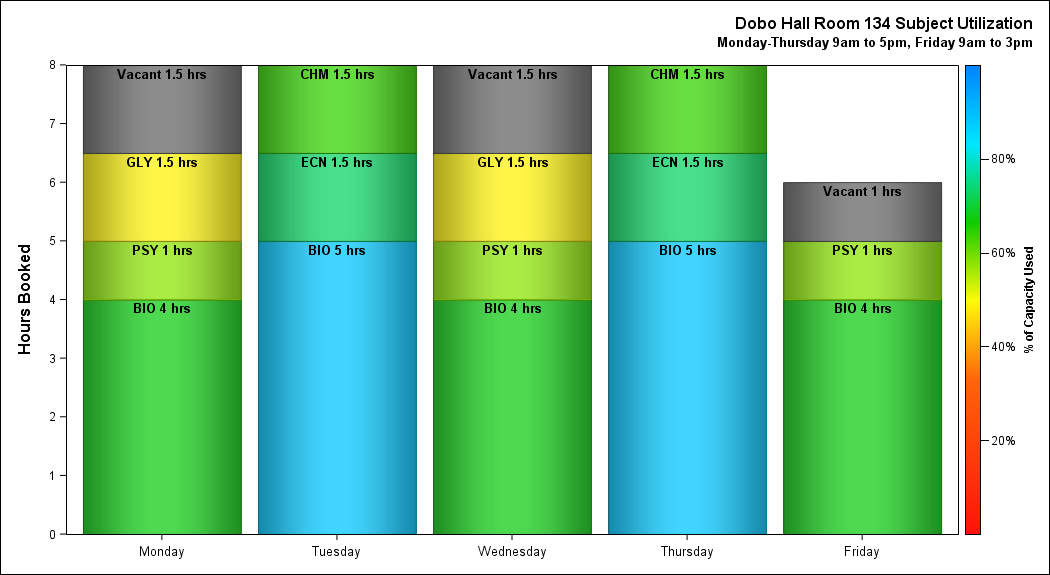 Dobo Hall Room 134 Subject Utilization
Monday-Thursday 9am to 5pm, Friday 9am to 3pm
Hours Booked
8
7
6
5
4
3
2
1
0
Vacant 1.5 hrs
GLY 1.5 hrs
PSY 1 hrs
BIO 4 hrs
CHM 1.5 hrs
ECN 1.5 hrs
BIO 5 hrs
Vacant 1.5 hrs
GLY 1.5 hrs
PSY 1 hrs
BIO 4 hrs
CHM 1.5 hrs
ECN 1.5 hrs
BIO 5 hrs
Vacant 1 hrs
PSY 1 hrs
BIO 4 hrs
Monday Tuesday Wednesday Thursday Friday
80%
60%
40%
20%
% of Capacity Used